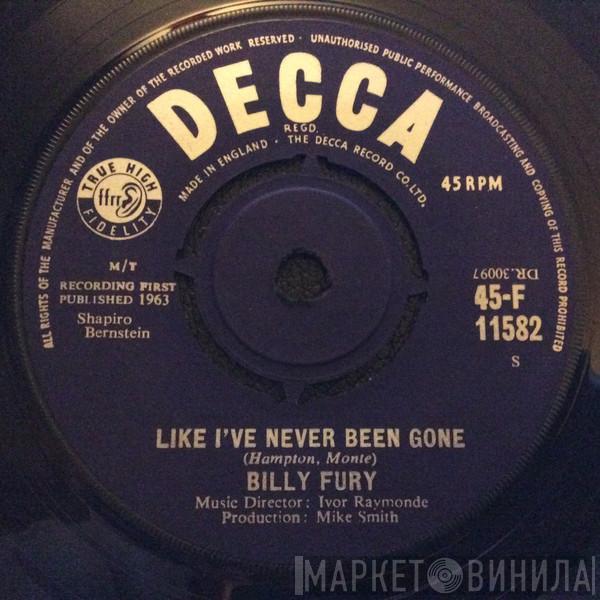 ALL RIGHTS OF THE MANUFACTURER AND OF THE OWNER OF THE RECORDED WORK RESERVED · UNAUTHORISED PUBLIC PERFORMANCE BROADCASTING AND COPYING OF THIS RECORD PROHIBITED
DECCA
REGD.
MADE IN ENGLAND · THE DECCA RECORD CO. LTD.
TRUE HIGH
ffrr
FIDELITY
45 RPM
M/T
RECORDING FIRST
PUBLISHED 1963
Shapiro
Bernstein
DR.30097
45-F
11582
S
LIKE I'VE NEVER BEEN GONE
(Hampton, Monte)
BILLY FURY
Music Director: Ivor Raymonde
Production: Mike Smith
МАРКЕТ ВИНИЛА